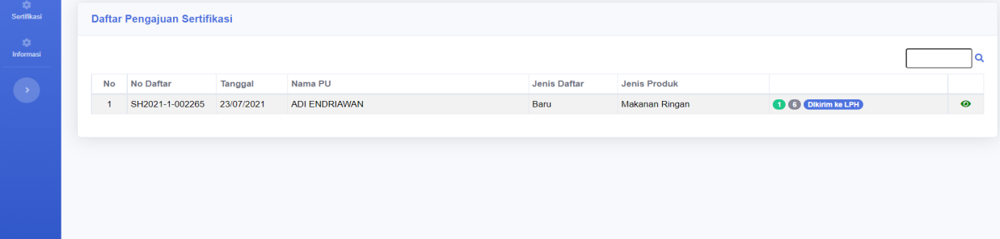 Sertifikasi
Informasi
Daftar Pengajuan Sertifikasi
No No Daftar Tanggal Nama PU Jenis Daftar Jenis Produk
1 SH2021-1-002265 23/07/2021 ADI ENDRIAWAN Baru Makanan Ringan 1 6 DIkirim ke LPH